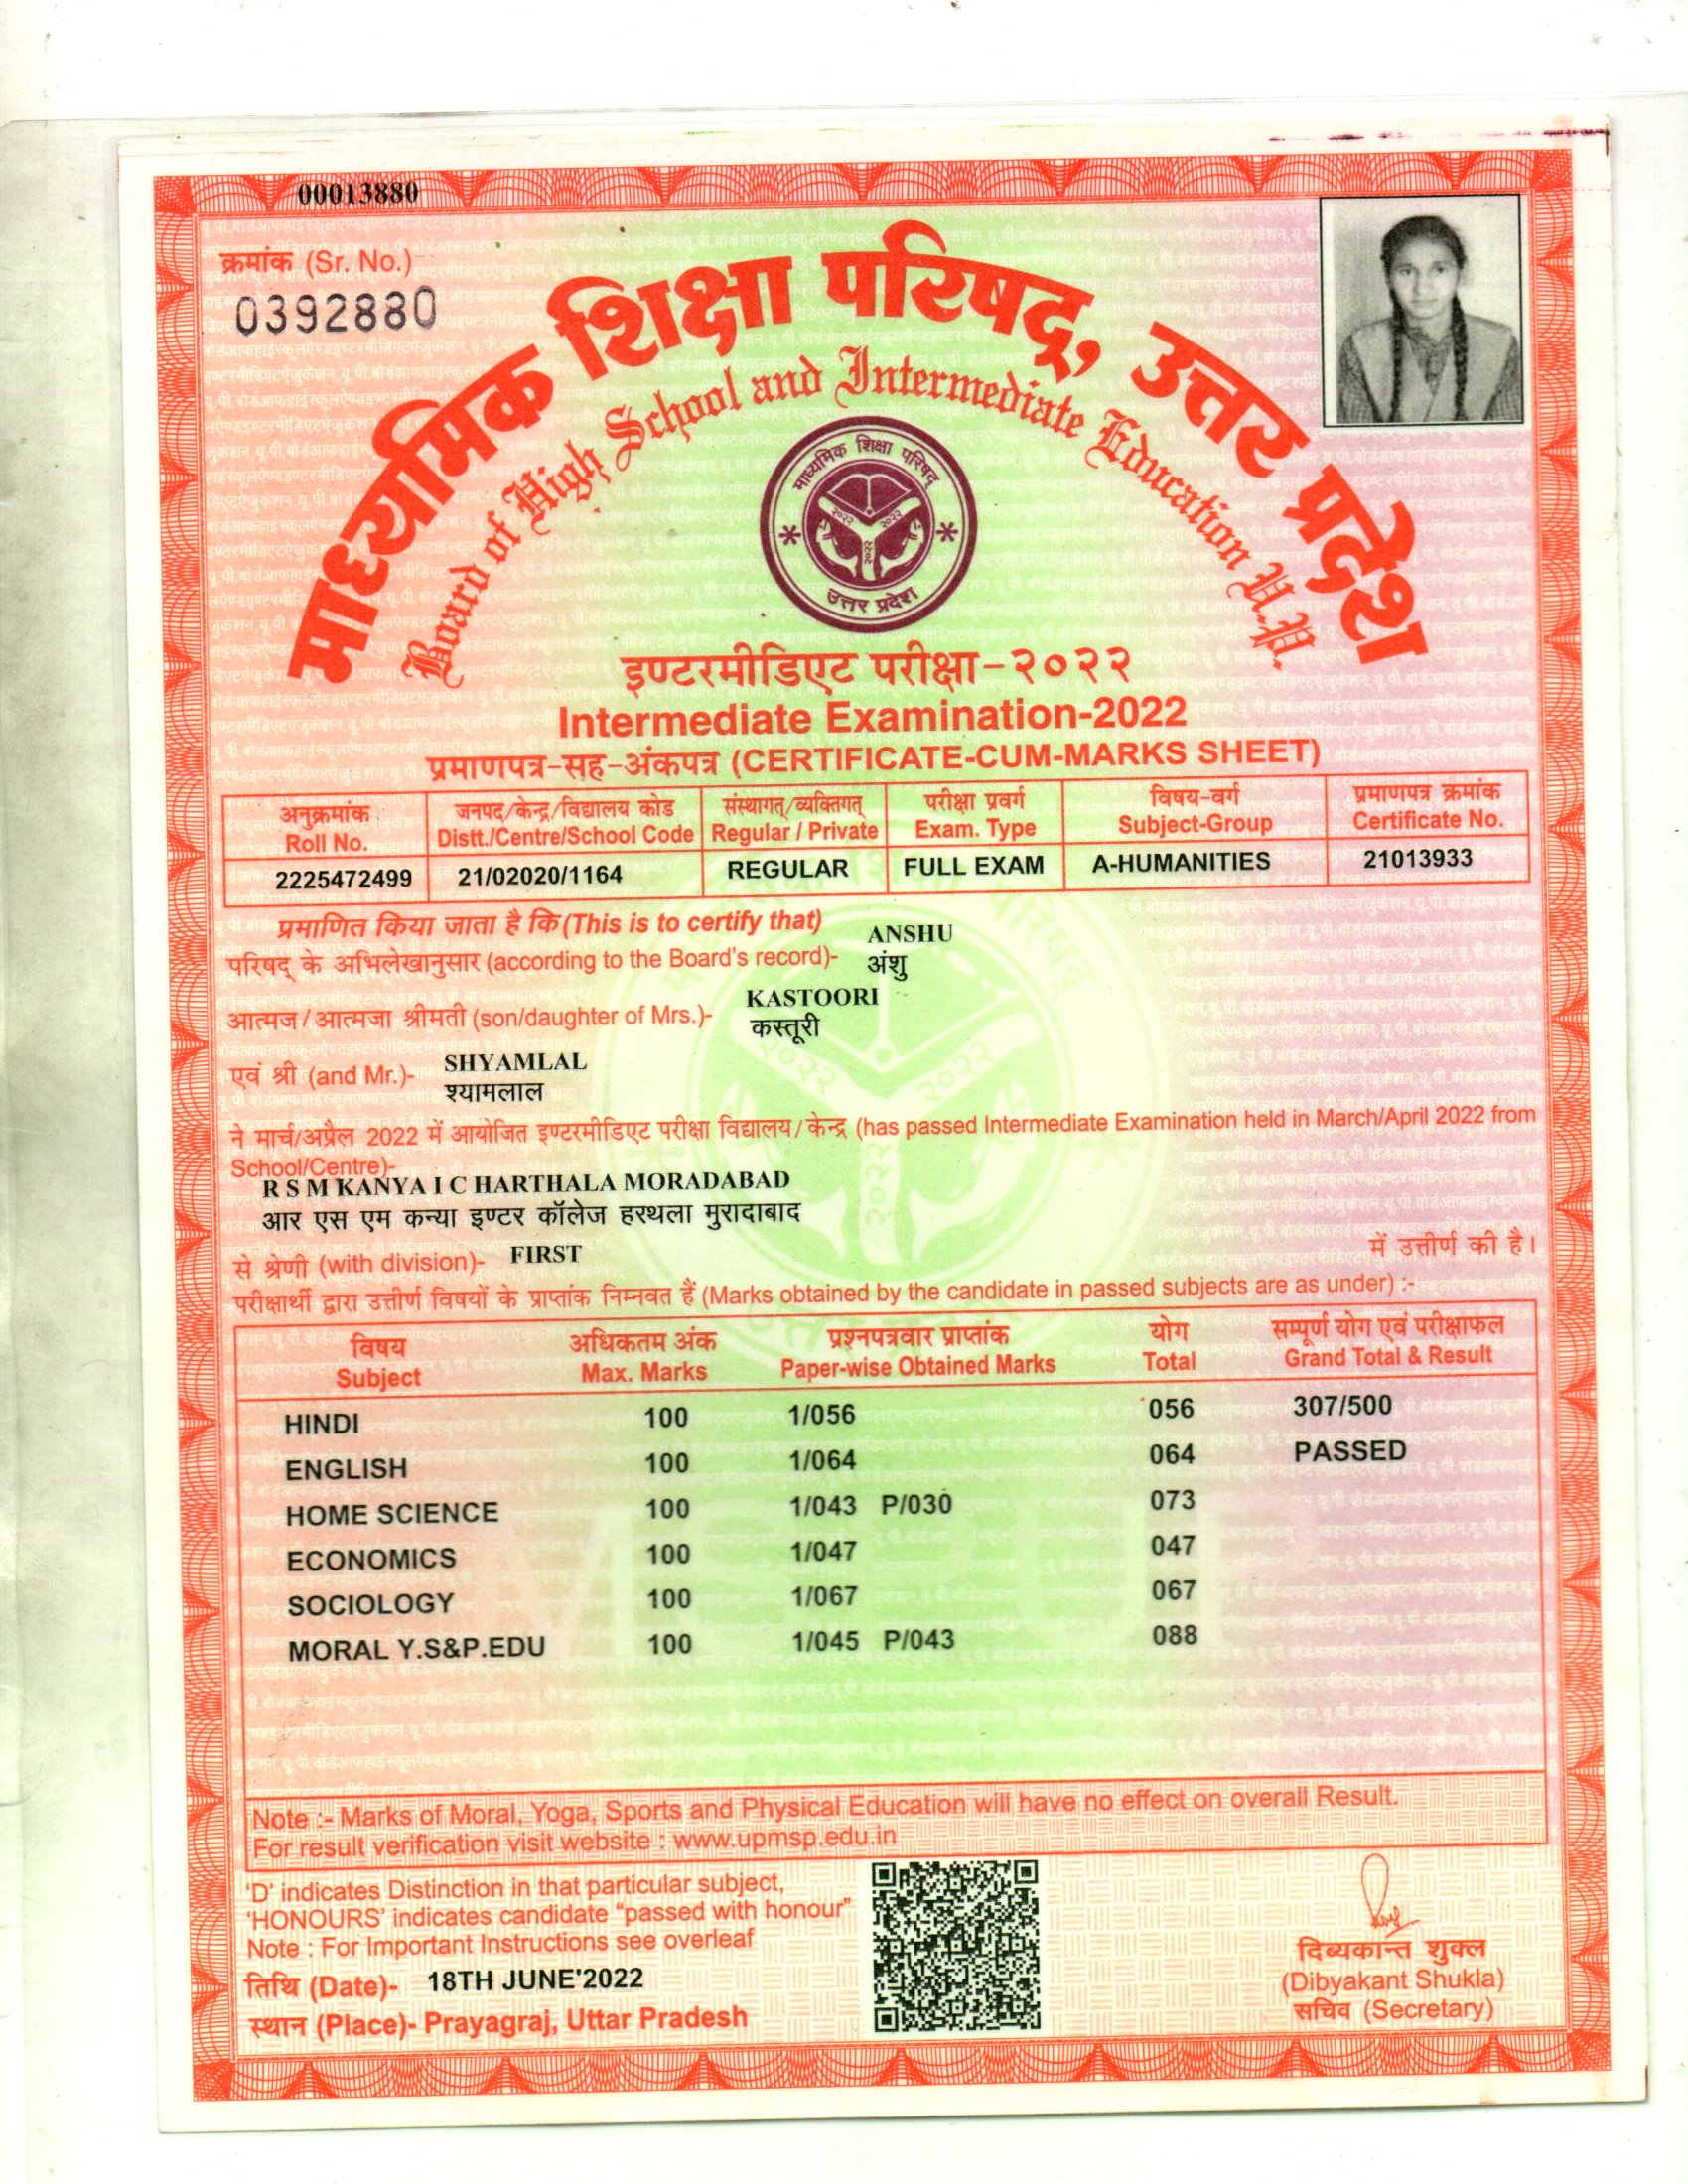 00013880
क्रमांक (Sr. No.)
0392880
माध्यमिक शिक्षा परिषद्, उत्तर प्रदेश
Board of High School and Intermediate Education U.P.
माध्यमिक शिक्षा परिषद्
२०२२ २०२२
२०२२
उत्तर प्रदेश
इण्टरमीडिएट परीक्षा-२०२२
Intermediate Examination-2022
प्रमाणपत्र-सह-अंकपत्र (CERTIFICATE-CUM-MARKS SHEET)
अनुक्रमांक जनपद/केन्द्र/विद्यालय कोड संस्थागत्/व्यक्तिगत् परीक्षा प्रवर्ग विषय-वर्ग प्रमाणपत्र क्रमांक
Roll No. Distt./Centre/School Code Regular / Private Exam. Type Subject-Group Certificate No.
2225472499 21/02020/1164 REGULAR FULL EXAM A-HUMANITIES 21013933
प्रमाणित किया जाता है कि (This is to certify that) ANSHU
परिषद् के अभिलेखानुसार (according to the Board's record)- अंशु
KASTOORI
आत्मज/आत्मजा श्रीमती (son/daughter of Mrs.)- कस्तूरी
एवं श्री (and Mr.)- SHYAMLAL
श्यामलाल
ने मार्च/अप्रैल 2022 में आयोजित इण्टरमीडिएट परीक्षा विद्यालय/केन्द्र (has passed Intermediate Examination held in March/April 2022 from
School/Centre)-
R S M KANYA I C HARTHALA MORADABAD
आर एस एम कन्या इण्टर कॉलेज हरथला मुरादाबाद
से श्रेणी (with division)- FIRST में उत्तीर्ण की है।
परीक्षार्थी द्वारा उत्तीर्ण विषयों के प्राप्तांक निम्नवत हैं (Marks obtained by the candidate in passed subjects are as under) :-
विषय अधिकतम अंक प्रश्नपत्रवार प्राप्तांक योग सम्पूर्ण योग एवं परीक्षाफल
Subject Max. Marks Paper-wise Obtained Marks Total Grand Total & Result
HINDI 100 1/056 056 307/500
ENGLISH 100 1/064 064 PASSED
HOME SCIENCE 100 1/043 P/030 073
ECONOMICS 100 1/047 047
SOCIOLOGY 100 1/067 067
MORAL Y.S&P.EDU 100 1/045 P/043 088
Note :- Marks of Moral, Yoga, Sports and Physical Education will have no effect on overall Result.
For result verification visit website : www.upmsp.edu.in
'D' indicates Distinction in that particular subject,
'HONOURS' indicates candidate "passed with honour"
Note : For Important Instructions see overleaf
तिथि (Date)- 18TH JUNE'2022
स्थान (Place)- Prayagraj, Uttar Pradesh
दिब्यकान्त शुक्ल
(Dibyakant Shukla)
सचिव (Secretary)